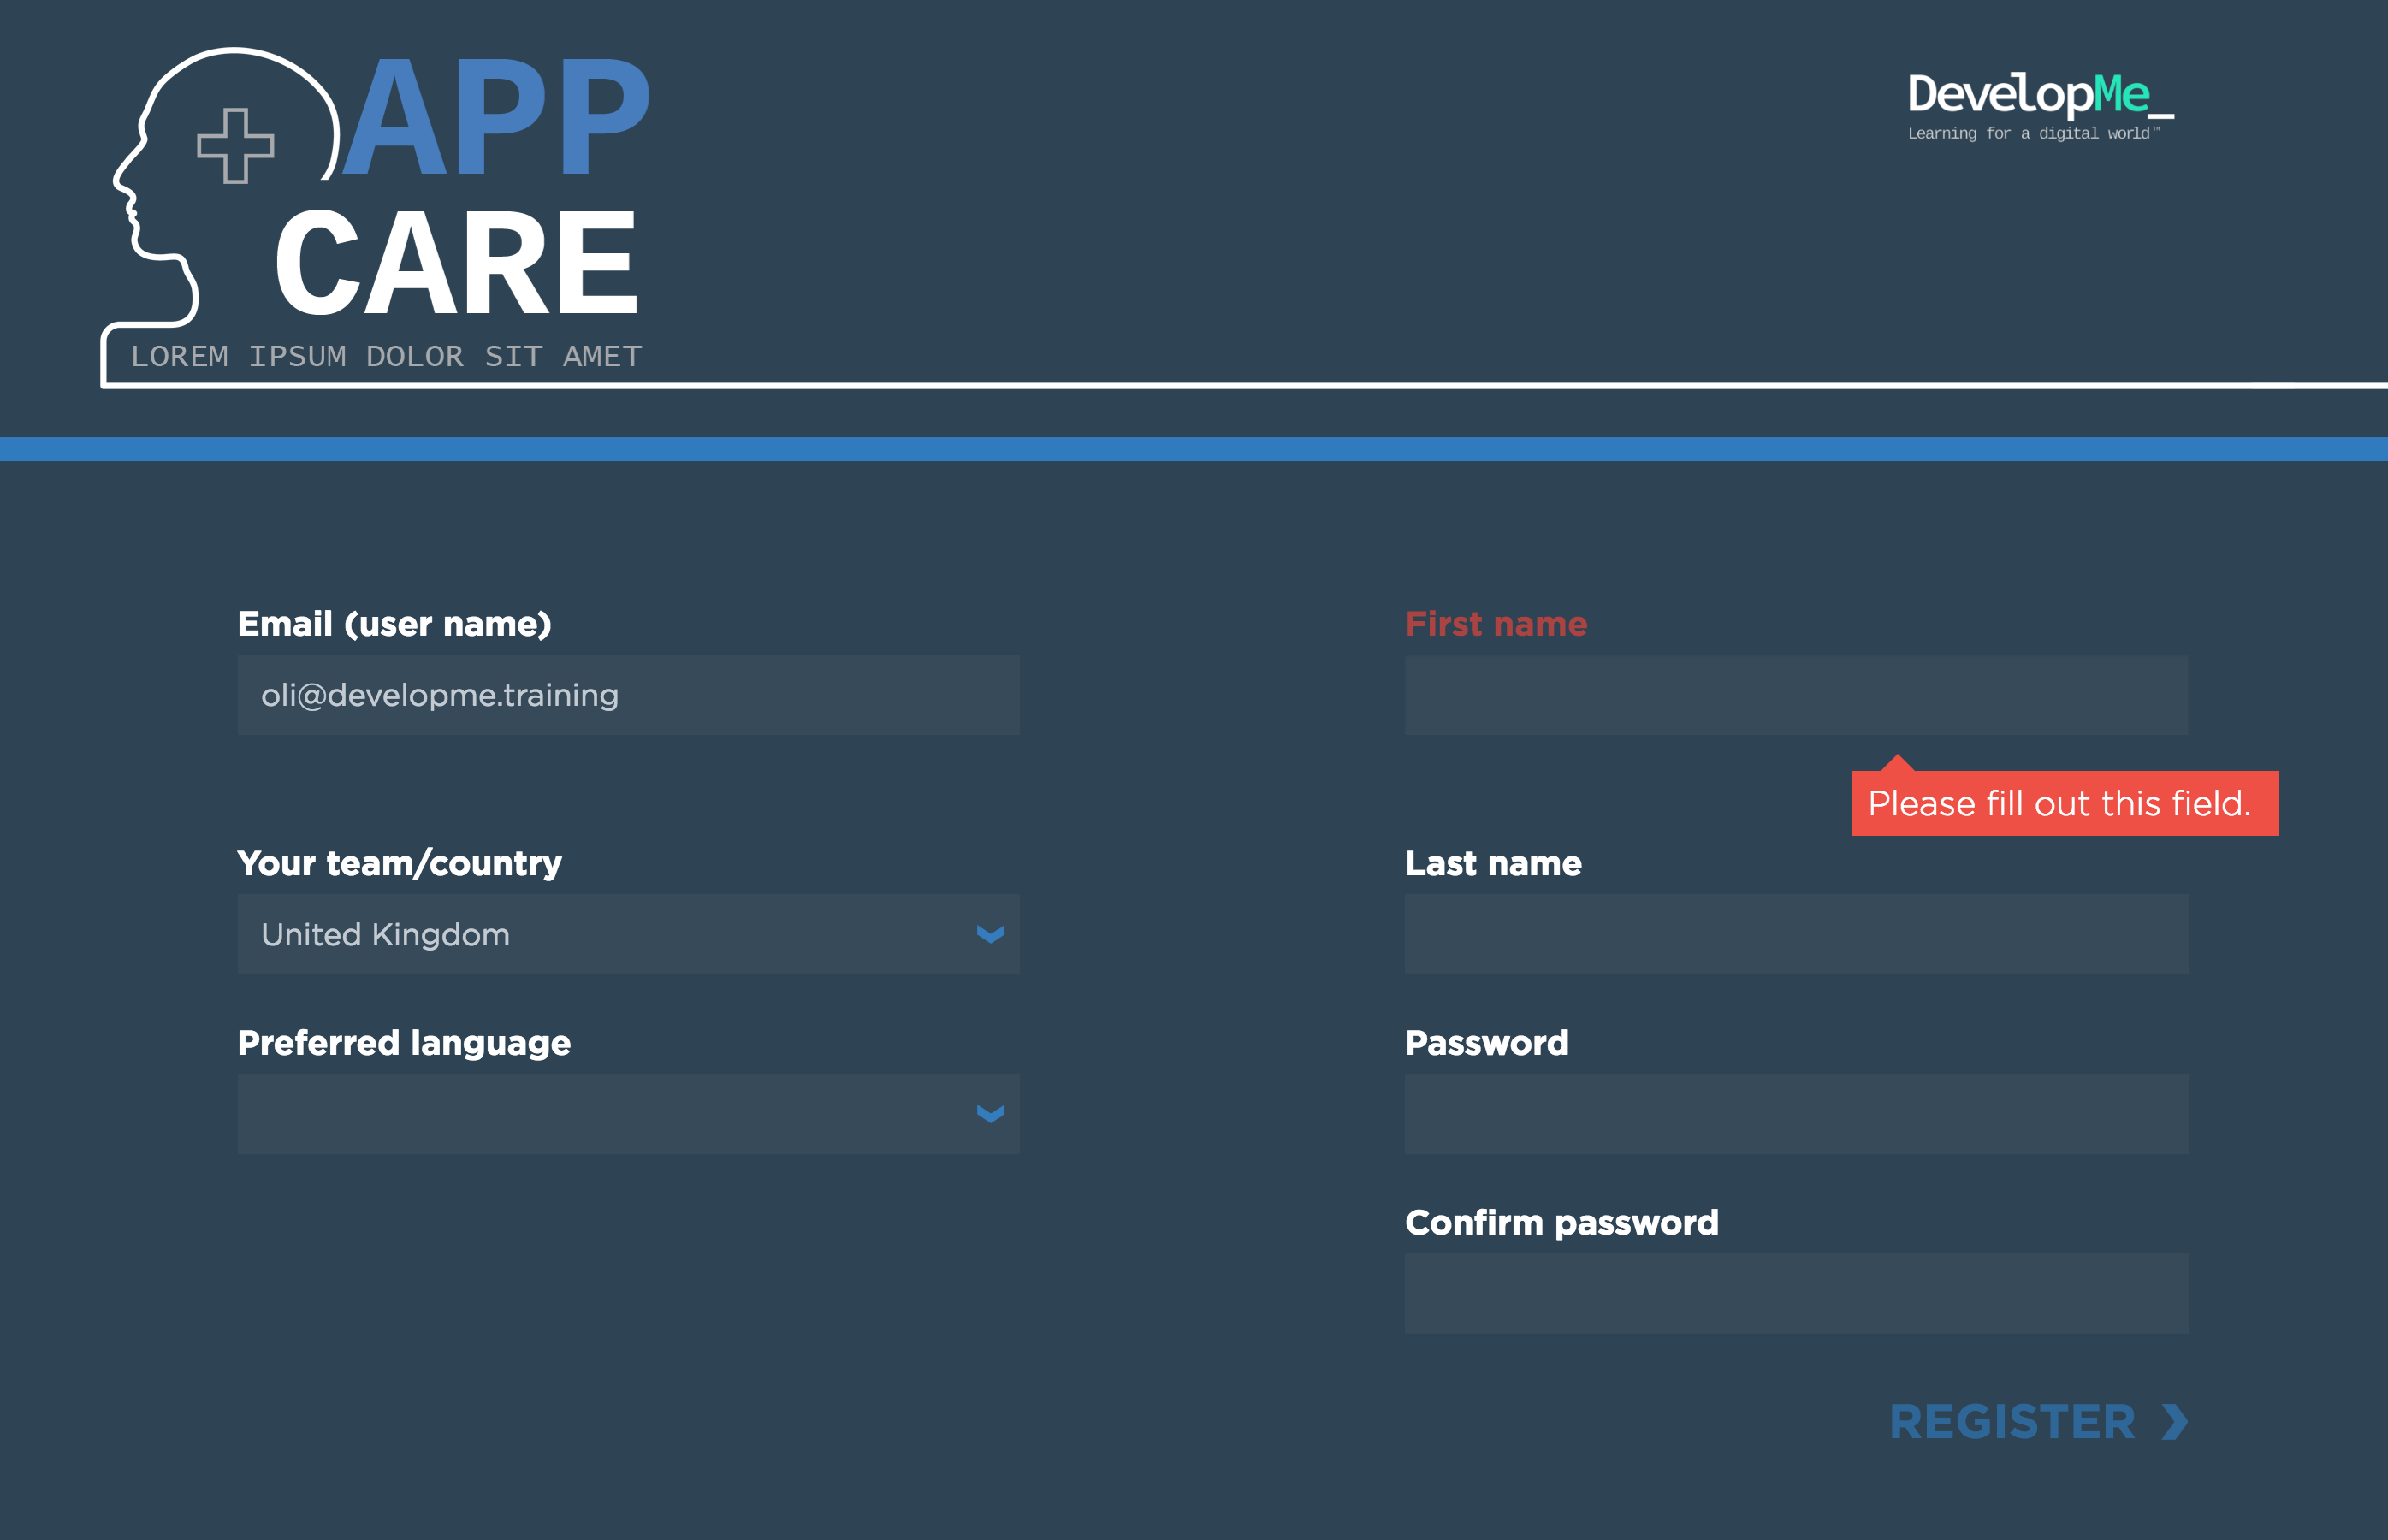 APP
CARE
LOREM IPSUM DOLOR SIT AMET
DevelopMe_
Learning for a digital world™
Email (user name)
oli@developme.training
Your team/country
United Kingdom
Preferred language
First name
Please fill out this field.
Last name
Password
Confirm password
REGISTER